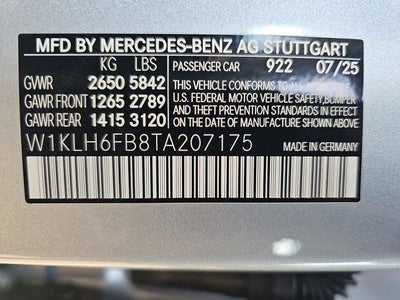 MFD BY MERCEDES-BENZ AG STUTTGART
KG LBS PASSENGER CAR 922 07/25
GWR 2650 5842 THIS VEHICLE CONFORMS TO ALL APPLICABLE
GAWR FRONT 1265 2789 U.S. FEDERAL MOTOR VEHICLE SAFETY, BUMPER
GAWR REAR 1415 3120 AND THEFT PREVENTION STANDARDS IN EFFECT
ON THE DATE OF MANUFACTURE SHOWN ABOVE.
W1KLH6FB8TA207175
MADE IN GERMANY